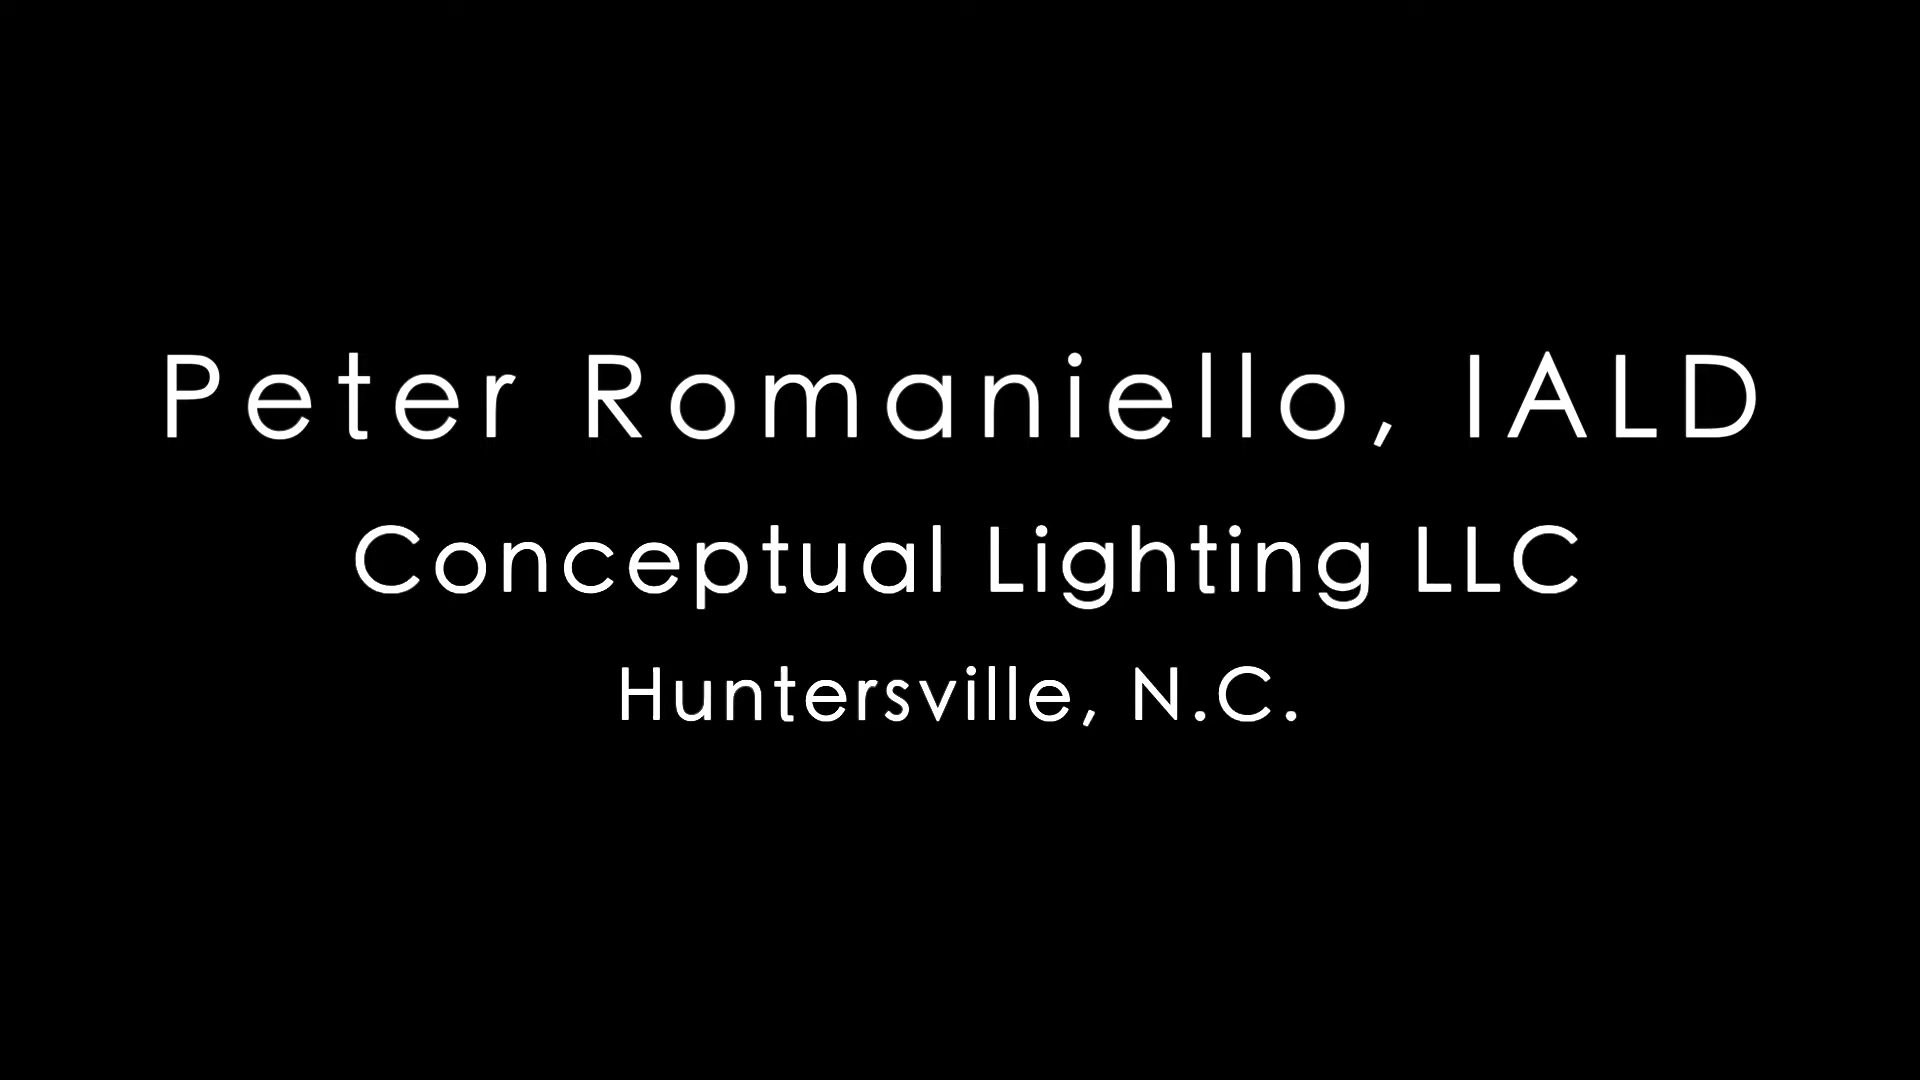 Peter Romaniello, IALD
Conceptual Lighting LLC
Huntersville, N.C.